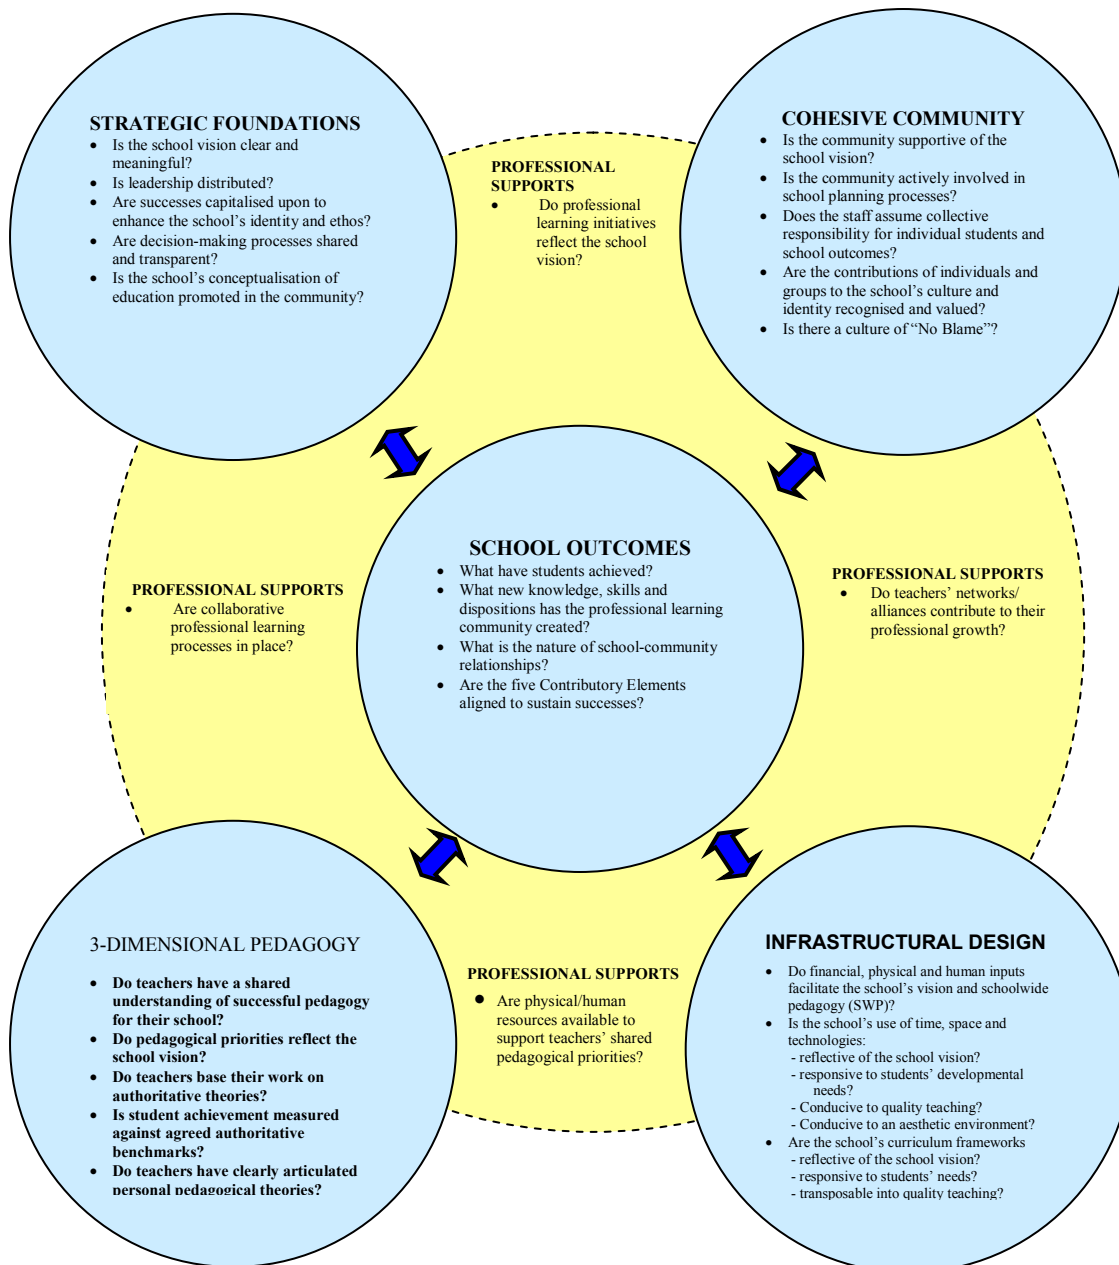 STRATEGIC FOUNDATIONS
• Is the school vision clear and
meaningful?
• Is leadership distributed?
• Are successes capitalised upon to
enhance the school’s identity and ethos?
• Are decision-making processes shared
and transparent?
• Is the school’s conceptualisation of
education promoted in the community?
PROFESSIONAL
SUPPORTS
• Do professional
learning initiatives
reflect the school
vision?
COHESIVE COMMUNITY
• Is the community supportive of the
school vision?
• Is the community actively involved in
school planning processes?
• Does the staff assume collective
responsibility for individual students and
school outcomes?
• Are the contributions of individuals and
groups to the school’s culture and
identity recognised and valued?
• Is there a culture of “No Blame”?
PROFESSIONAL SUPPORTS
• Are collaborative
professional learning
processes in place?
SCHOOL OUTCOMES
• What have students achieved?
• What new knowledge, skills and
dispositions has the professional learning
community created?
• What is the nature of school-community
relationships?
• Are the five Contributory Elements
aligned to sustain successes?
PROFESSIONAL SUPPORTS
• Do teachers’ networks/
alliances contribute to their
professional growth?
3-DIMENSIONAL PEDAGOGY
• Do teachers have a shared
understanding of successful pedagogy
for their school?
• Do pedagogical priorities reflect the
school vision?
• Do teachers base their work on
authoritative theories?
• Is student achievement measured
against agreed authoritative
benchmarks?
• Do teachers have clearly articulated
personal pedagogical theories?
PROFESSIONAL SUPPORTS
• Are physical/human
resources available to
support teachers’ shared
pedagogical priorities?
INFRASTRUCTURAL DESIGN
• Do financial, physical and human inputs
facilitate the school’s vision and schoolwide
pedagogy (SWP)?
• Is the school’s use of time, space and
technologies:
- reflective of the school vision?
- responsive to students’ developmental
needs?
- Conducive to quality teaching?
- Conducive to an aesthetic environment?
• Are the school’s curriculum frameworks
- reflective of the school vision?
- responsive to students’ needs?
- transposable into quality teaching?